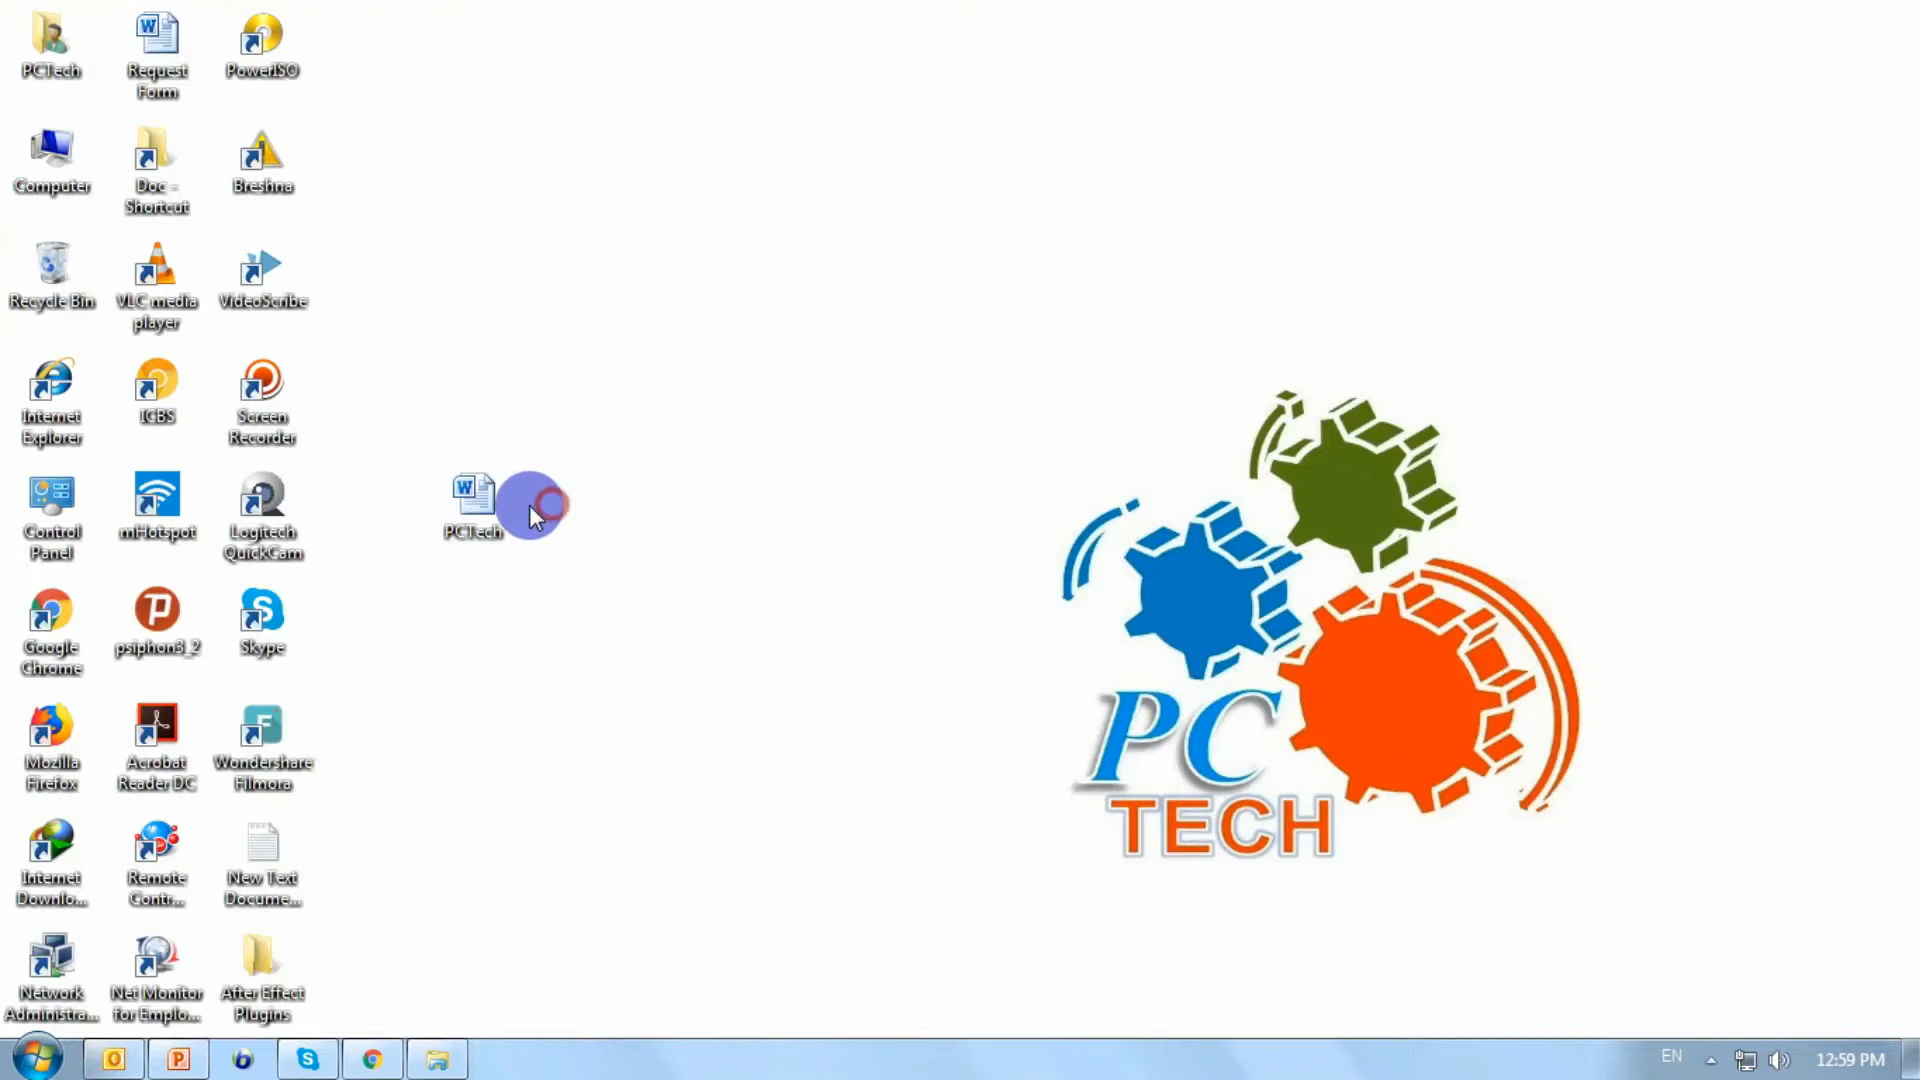 PCTech
Request
Form
PowerISO
Computer
Doc -
Shortcut
Breshna
Recycle Bin
VLC media
player
VideoScribe
Internet
Explorer
ICBS
Screen
Recorder
Control
Panel
mHotspot
Logitech
QuickCam
PCTech
Google
Chrome
psiphon3_2
Skype
Mozilla
Firefox
Acrobat
Reader DC
Wondershare
Filmora
Internet
Downlo...
Remote
Contr...
New Text
Docume...
Network
Administra...
Net Monitor
for Emplo...
After Effect
Plugins
PC
TECH
EN
12:59 PM